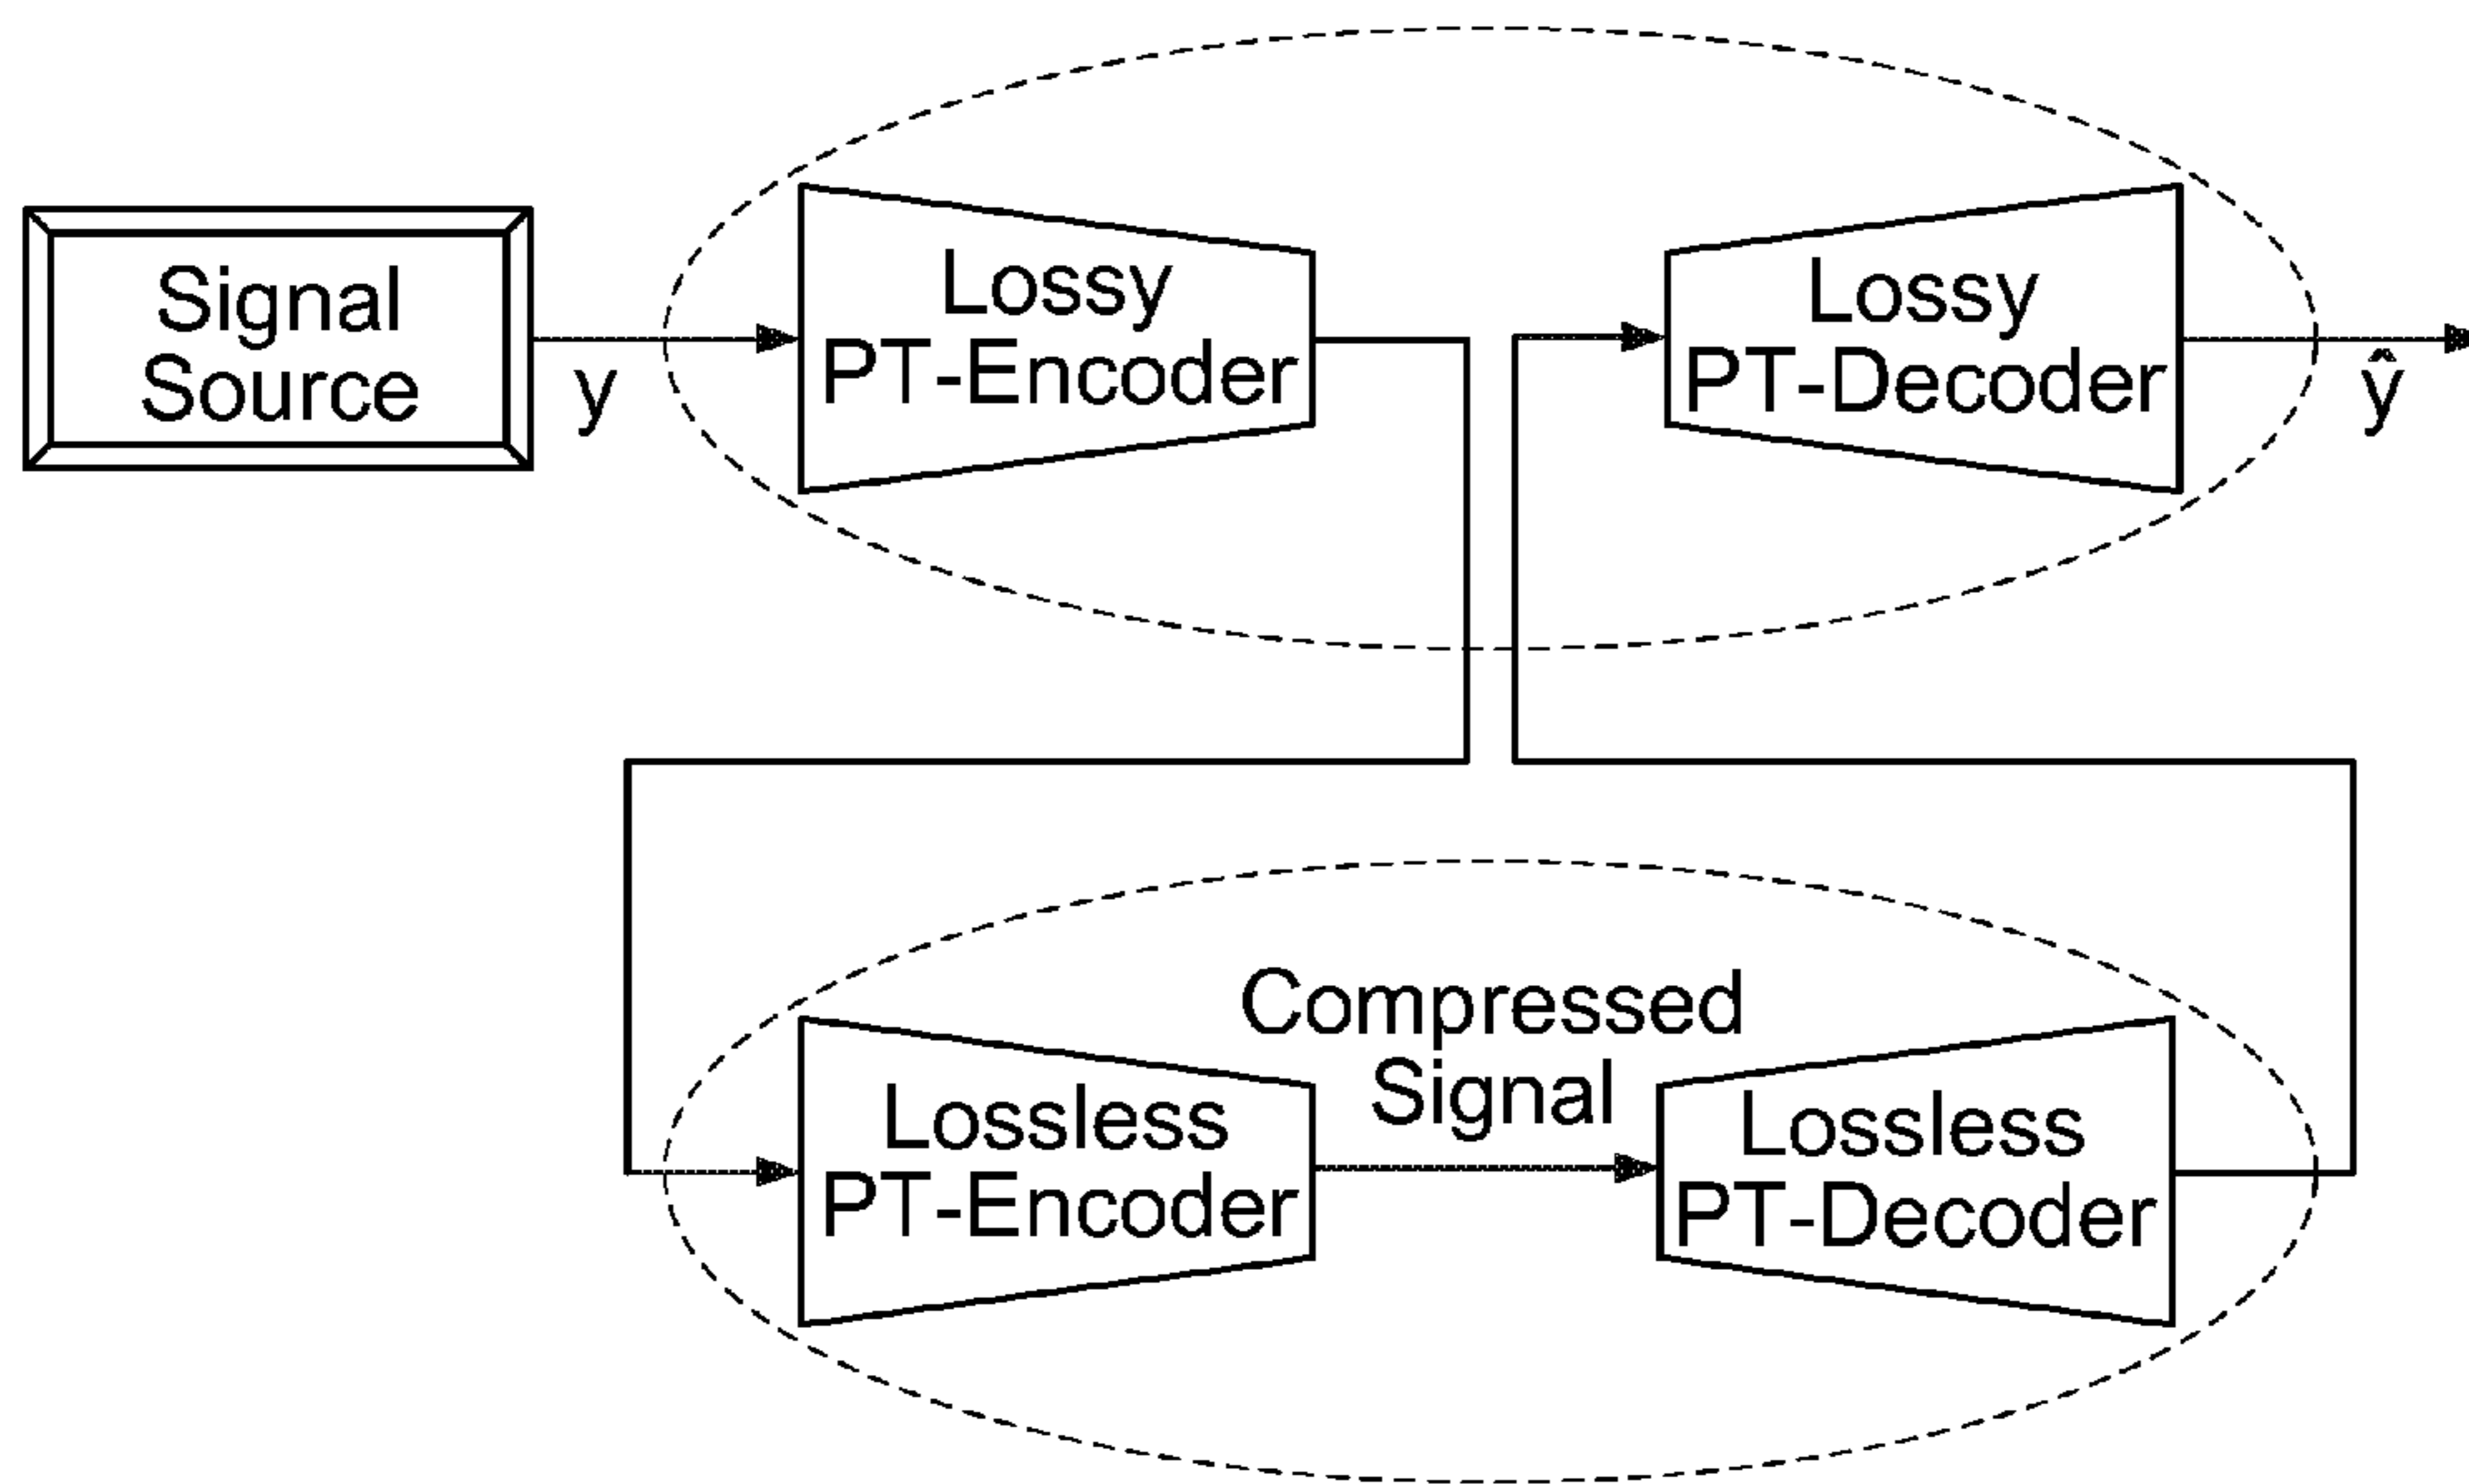 Signal
Source
y
Lossy
PT-Encoder
Lossy
PT-Decoder
ŷ
Compressed
Signal
Lossless
PT-Encoder
Lossless
PT-Decoder